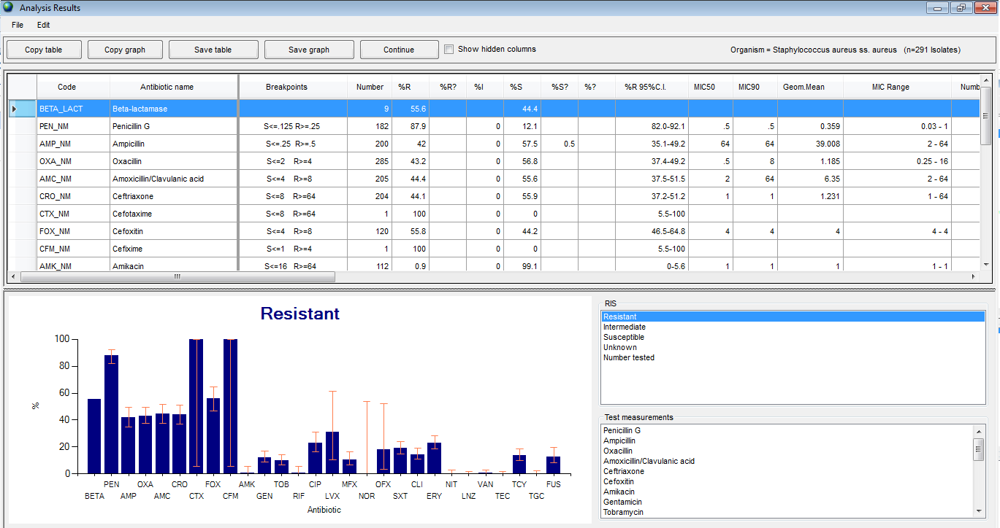 Analysis Results
File Edit
Copy table Copy graph Save table Save graph Continue Show hidden columns Organism = Staphylococcus aureus ss. aureus (n=291 Isolates)
Code Antibiotic name Breakpoints Number %R %R? %I %S %S? %? %R 95%C.I. MIC50 MIC90 Geom.Mean MIC Range Numb
BETA_LACT Beta-lactamase 9 55.6 44.4
PEN_NM Penicillin G S<=.125 R>=.25 182 87.9 0 12.1 82.0-92.1 .5 .5 0.359 0.03 - 1
AMP_NM Ampicillin S<=.25 R>=.5 200 42 0 57.5 0.5 35.1-49.2 64 64 39.008 2 - 64
OXA_NM Oxacillin S<=2 R>=4 285 43.2 0 56.8 37.4-49.2 .5 8 1.185 0.25 - 16
AMC_NM Amoxicillin/Clavulanic acid S<=4 R>=8 205 44.4 0 55.6 37.5-51.5 2 64 6.35 2 - 64
CRO_NM Ceftriaxone S<=8 R>=64 204 44.1 0 55.9 37.2-51.2 1 1 1.231 1 - 64
CTX_NM Cefotaxime S<=8 R>=64 1 100 0 0 5.5-100
FOX_NM Cefoxitin S<=4 R>=8 120 55.8 0 44.2 46.5-64.8 4 4 4 4 - 4
CFM_NM Cefixime S<=1 R>=4 1 100 0 0 5.5-100
AMK_NM Amikacin S<=16 R>=64 112 0.9 0 99.1 0-5.6 1 1 1 1 - 1
Resistant
100
80
60
40
20
0
%
PEN OXA CRO FOX AMK TOB CIP MFX OFX CLI NIT VAN TCY FUS
BETA AMP AMC CTX CFM GEN RIF LVX NOR SXT ERY LNZ TEC TGC
Antibiotic
RIS
Resistant
Intermediate
Susceptible
Unknown
Number tested
Test measurements
Penicillin G
Ampicillin
Oxacillin
Amoxicillin/Clavulanic acid
Ceftriaxone
Cefoxitin
Amikacin
Gentamicin
Tobramycin